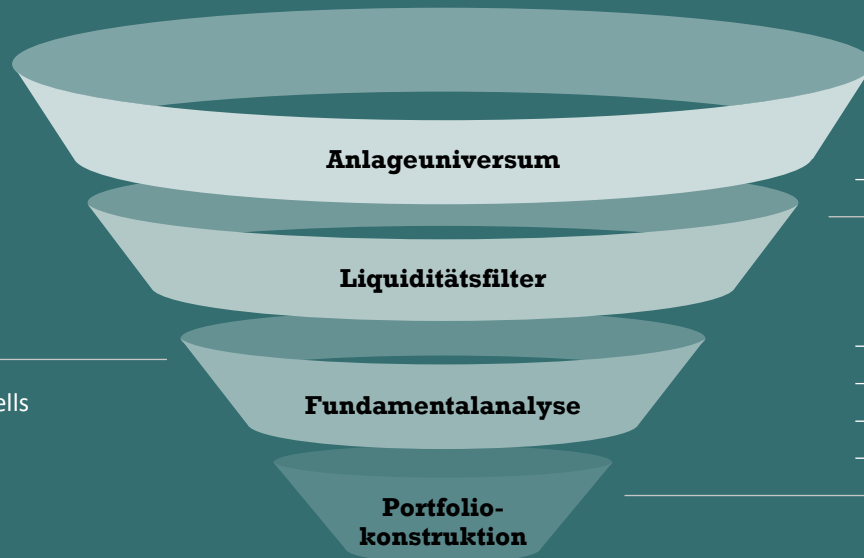 Anlageuniversum
Liquiditätsfilter
Fundamentalanalyse
ells
Portfolio-
konstruktion